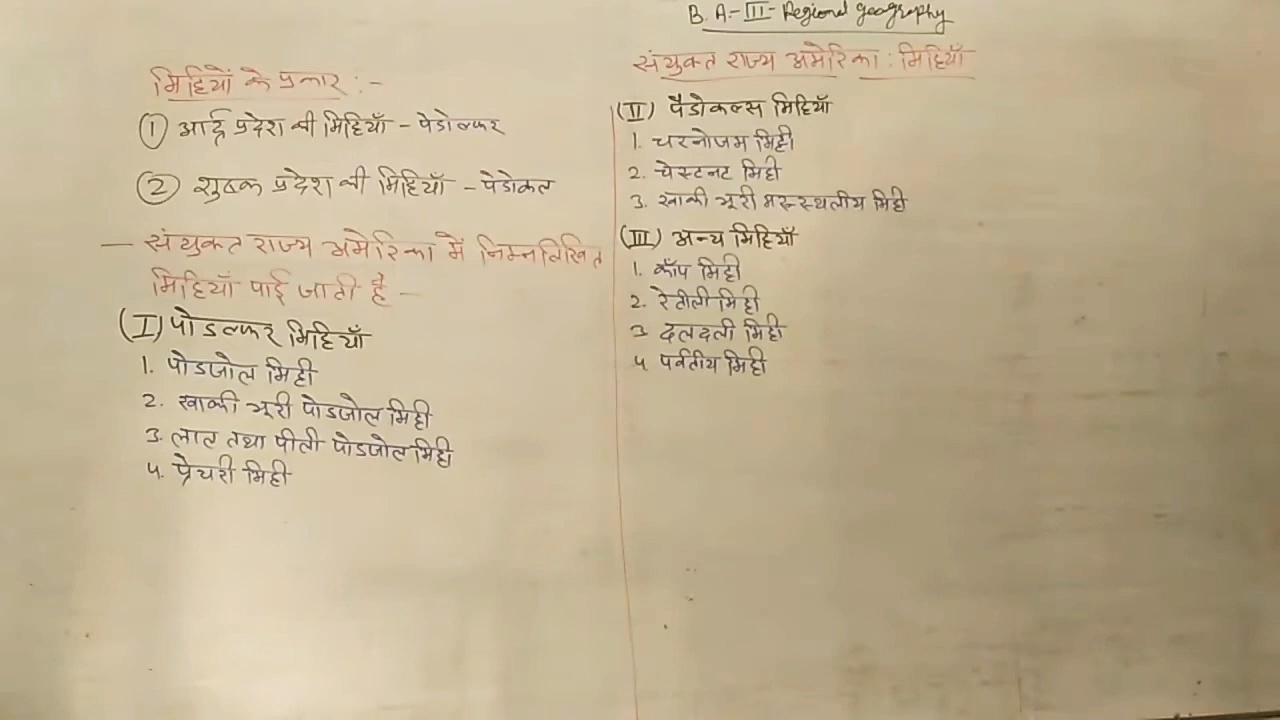 B. A.-III- Regional geography
संयुक्त राज्य अमेरिका : मिट्टियाँ
मिट्टियों के प्रकार :-
① आर्द्र प्रदेश की मिट्टियाँ - पेडोल्फर
② शुष्क प्रदेश की मिट्टियाँ - पेडोकल
- संयुक्त राज्य अमेरिका में निम्नलिखित
मिट्टियाँ पाई जाती है -
(I) पोडल्फर मिट्टियाँ
1. पोडजोल मिट्टी
2. खाकी भूरी पोडजोल मिट्टी
3. लाल तथा पीली पोडजोल मिट्टी
4. प्रेयरी मिट्टी
(II) पैडोकल्स मिट्टियाँ
1. चरनोजम मिट्टी
2. चेस्टनट मिट्टी
3. खाकी भूरी मरुस्थलीय मिट्टी
(III) अन्य मिट्टियाँ
1. काँप मिट्टी
2. रेतीली मिट्टी
3 दलदली मिट्टी
4 पर्वतीय मिट्टी